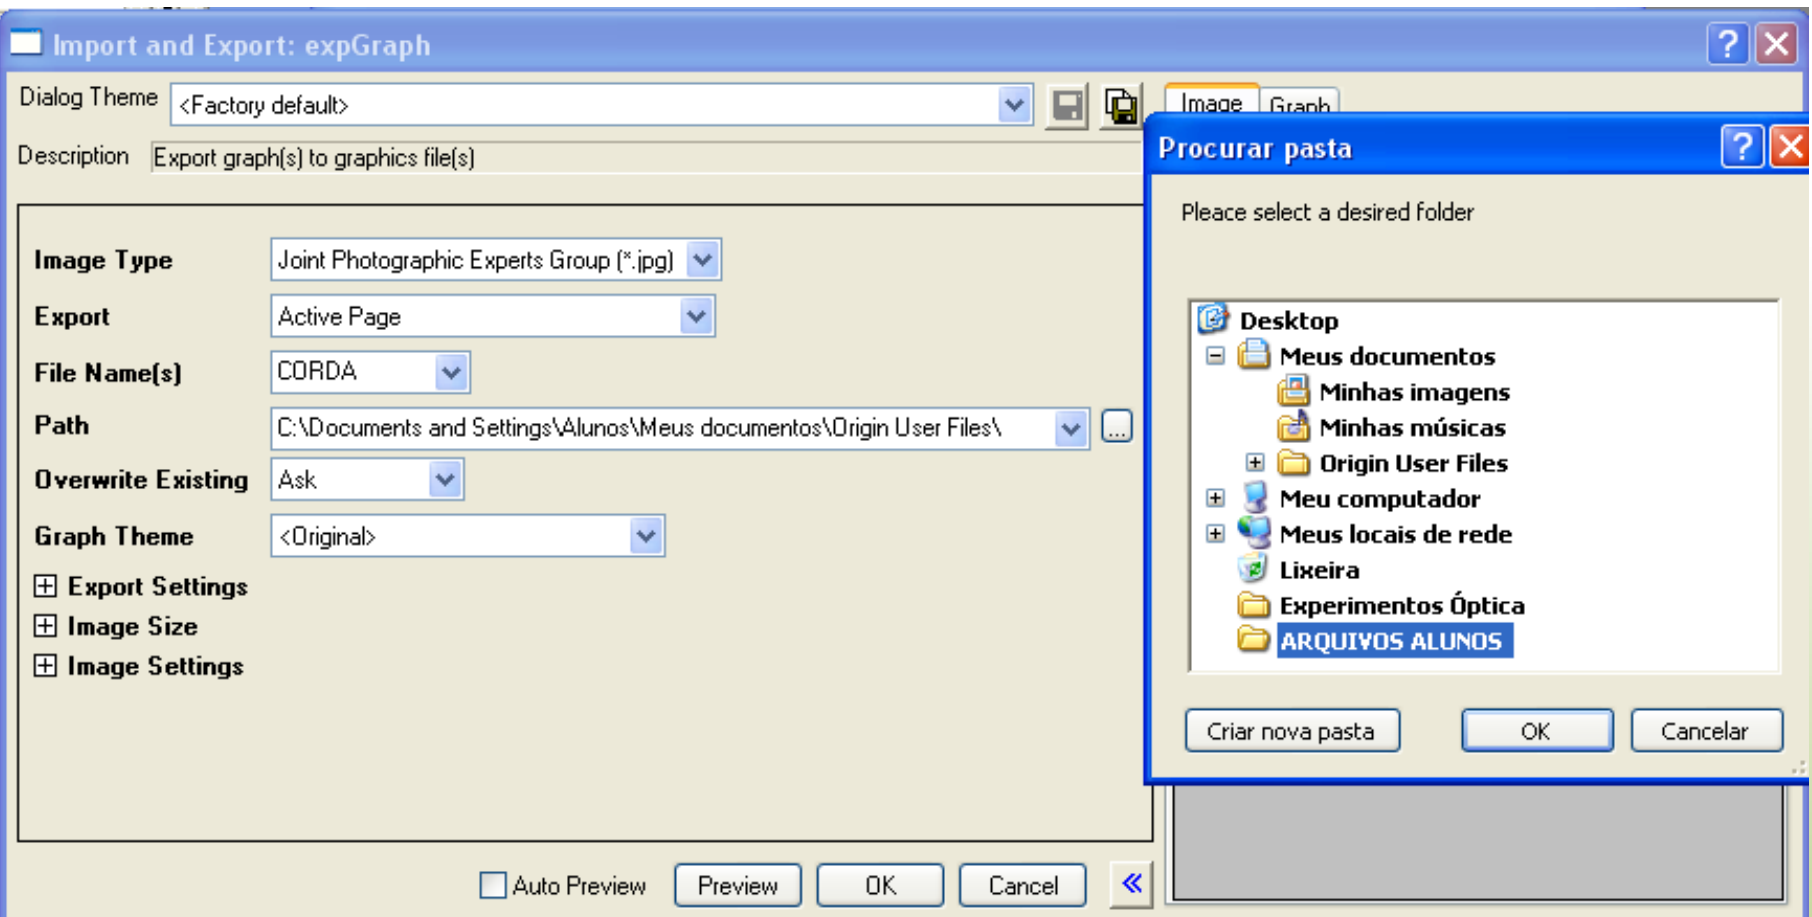 Import and Export: expGraph
Dialog Theme <Factory default>
Description Export graph(s) to graphics file(s)
Image Type Joint Photographic Experts Group (*.jpg)
Export Active Page
File Name(s) CORDA
Path C:\Documents and Settings\Alunos\Meus documentos\Origin User Files\ ...
Overwrite Existing Ask
Graph Theme <Original>
Export Settings
Image Size
Image Settings
Auto Preview Preview OK Cancel
Image Graph
Procurar pasta
Pleace select a desired folder
Desktop
Meus documentos
Minhas imagens
Minhas músicas
Origin User Files
Meu computador
Meus locais de rede
Lixeira
Experimentos Óptica
ARQUIVOS ALUNOS
Criar nova pasta OK Cancelar